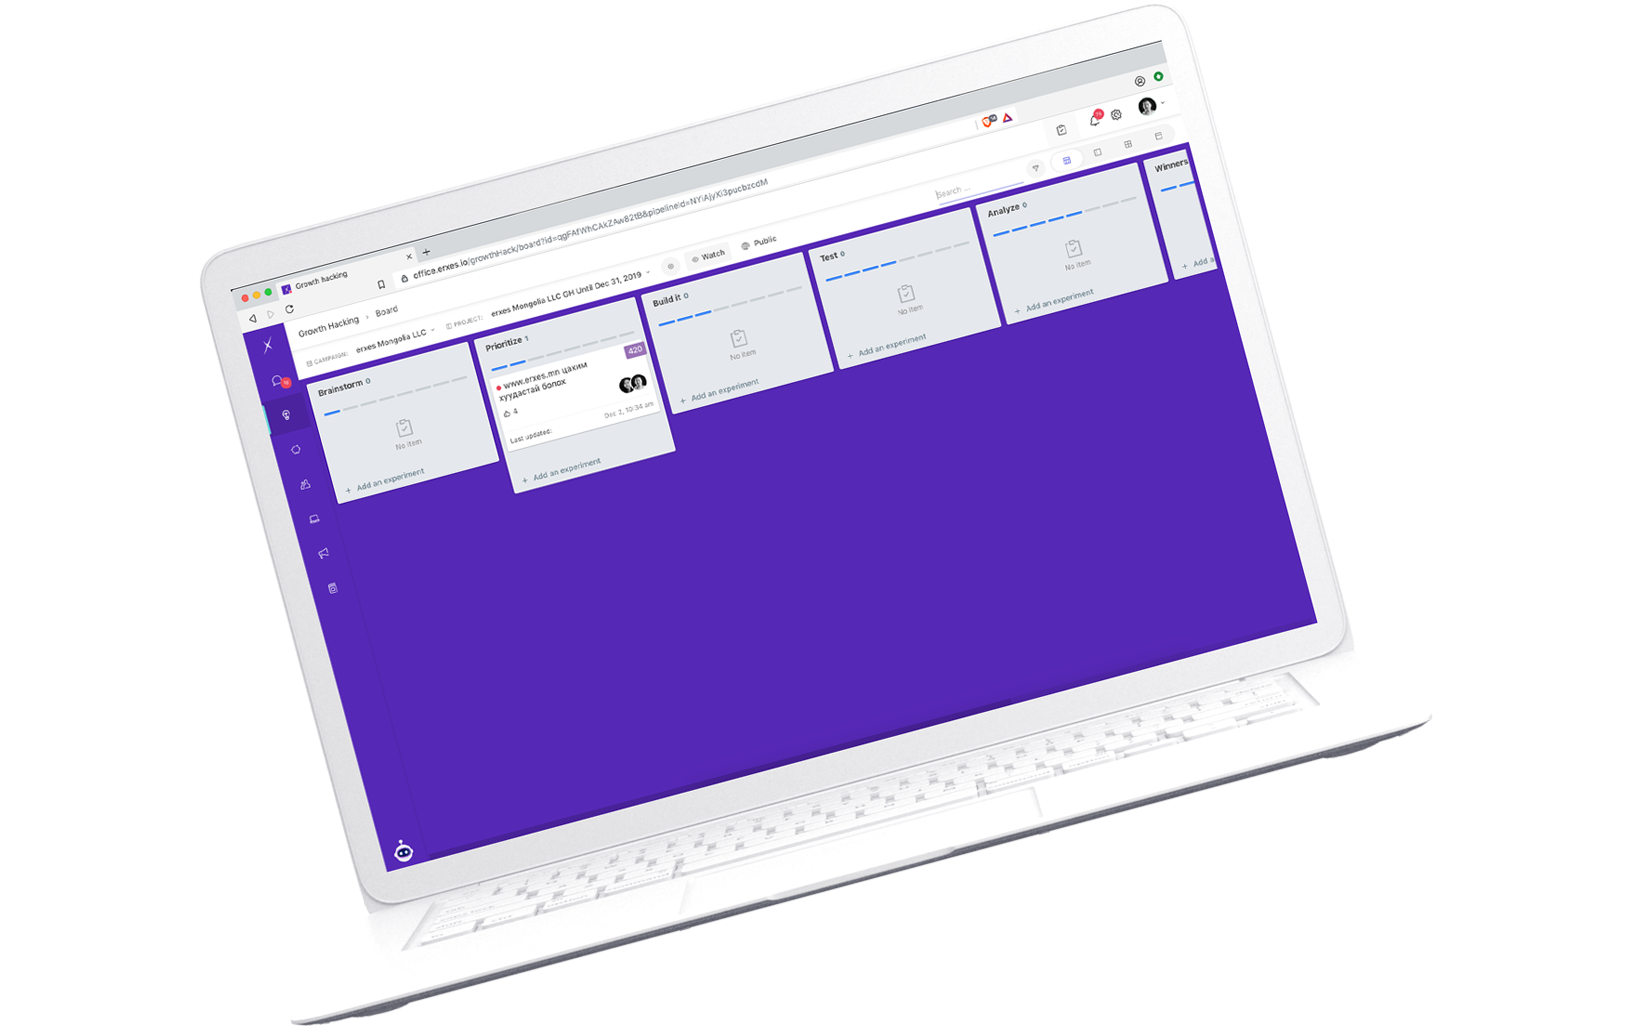 Growth hacking
office.erxes.io/growthHack/board?id=
Growth Hacking
Board
CAMPAIGN:
erxes Mongolia LLC
PROJECT:
erxes Mongolia LLC GH Until Dec 31, 2019
Watch
Public
Search ...
Brainstorm 0
No item
+ Add an experiment
Prioritize 1
420
www.erxes.mn цахим
хуудастай болох
4
Last updated:
Dec 2, 10:34 am
+ Add an experiment
Build it 0
No item
+ Add an experiment
Test 0
No item
+ Add an experiment
Analyze 0
No item
+ Add an experiment
Winners
+ Add a